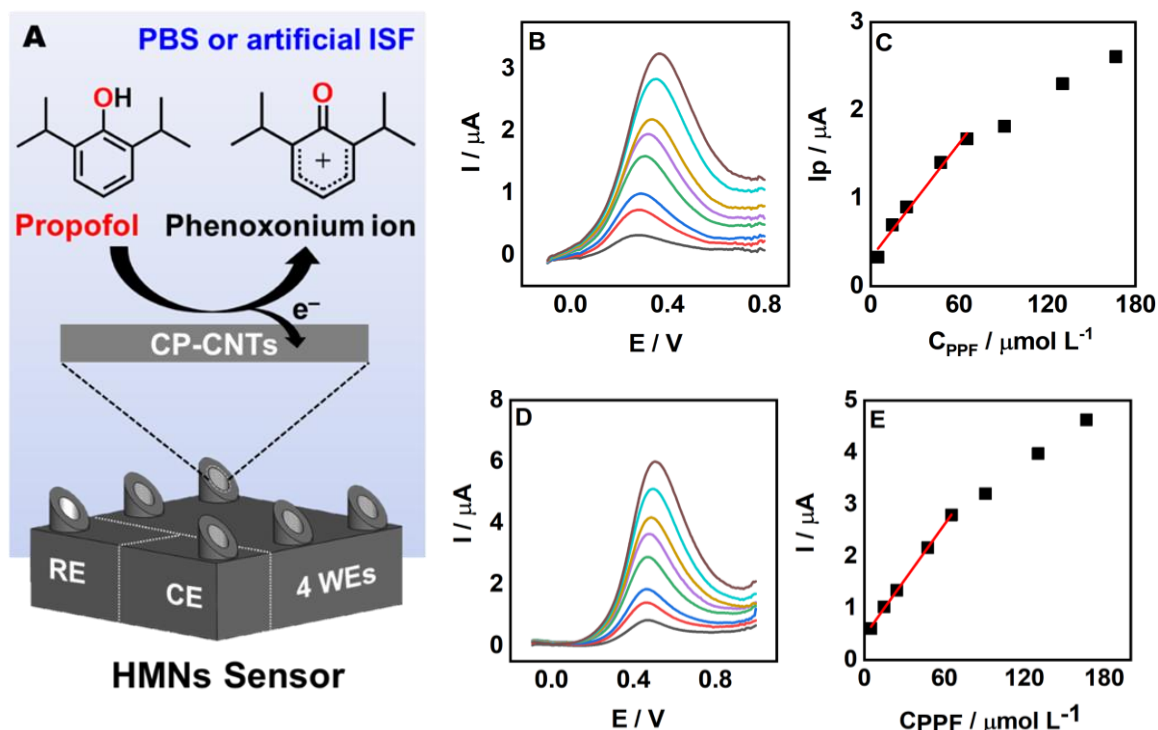 A
PBS or artificial ISF
OH
O
+
Propofol
Phenoxonium ion
e⁻
CP-CNTs
RE
CE
4 WEs
HMNs Sensor
B
I / μA
3
2
1
0
0.0 0.4 0.8
E / V
C
Ip / μA
3
2
1
0
0 60 120 180
C_PPF / μmol L⁻¹
D
I / μA
8
6
4
2
0
0.0 0.4 0.8
E / V
E
I / μA
5
4
3
2
1
0
0 60 120 180
CPPF / μmol L⁻¹